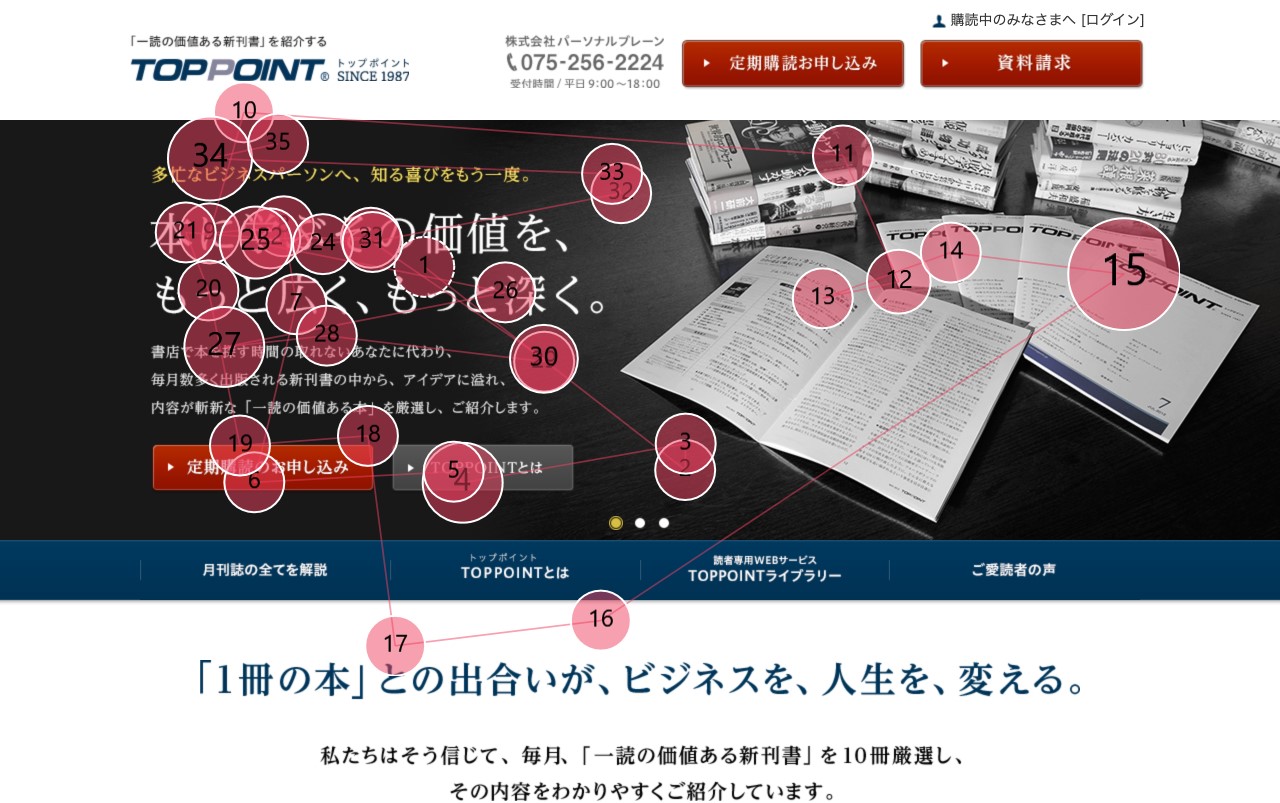 購読中のみなさまへ [ログイン]
「一読の価値ある新刊書」を紹介する
TOPPOINT® トップポイント
SINCE 1987
株式会社パーソナルブレーン
075-256-2224
受付時間 / 平日 9:00〜18:00
定期購読お申し込み
資料請求
10
35
34
11
33
32
多忙なビジネスパーソンへ、知る喜びをもう一度。
21 9 25 22 24 31
の価値を、
1
14
12
13
15
TOPPOINT
20
7
26
もっと広く、もっと深く。
27
28
30
書店で本を探す時間の取れないあなたに代わり、
毎月数多く出版される新刊書の中から、アイデアに溢れ、
内容が斬新な「一読の価値ある本」を厳選し、ご紹介します。
19
18
3
2
定期購読のお申し込み
TOPPOINTとは
6
5
4
7
月刊誌の全てを解説
トップポイント
TOPPOINTとは
読者専用WEBサービス
TOPPOINTライブラリー
ご愛読者の声
16
17
「1冊の本」との出合いが、ビジネスを、人生を、変える。
私たちはそう信じて、毎月、「一読の価値ある新刊書」を10冊厳選し、
その内容をわかりやすくご紹介しています。